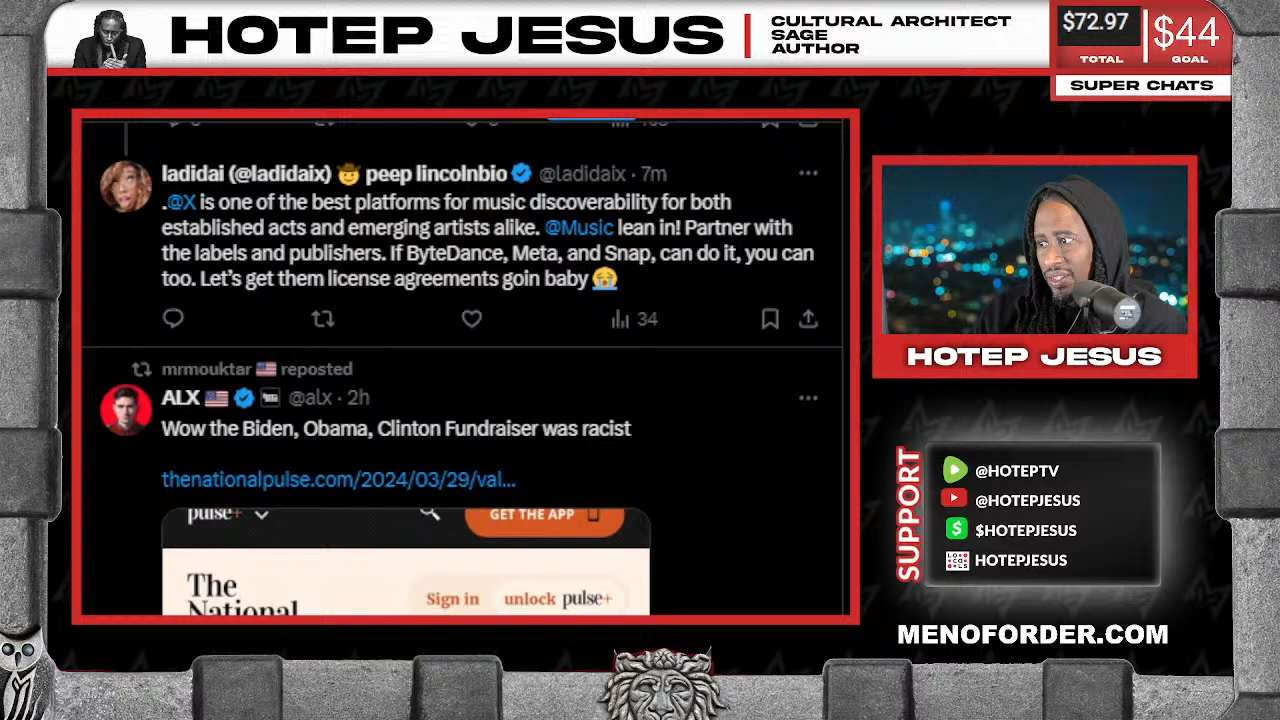 HOTEP JESUS
CULTURAL ARCHITECT
SAGE
AUTHOR
$72.97
TOTAL
$44
GOAL
SUPER CHATS
ladidai (@ladidaix) 🤠 peep lincolnbio @ladidaix · 7m
.@X is one of the best platforms for music discoverability for both
established acts and emerging artists alike. @Music lean in! Partner with
the labels and publishers. If ByteDance, Meta, and Snap, can do it, you can
too. Let's get them license agreements goin baby 😭
34
mrmouktar 🇺🇸 reposted
ALX 🇺🇸 @alx · 2h
Wow the Biden, Obama, Clinton Fundraiser was racist
thenationalpulse.com/2024/03/29/val...
pulse+
GET THE APP
The
National
Sign in
unlock pulse+
HOTEP JESUS
SUPPORT
@HOTEPTV
@HOTEPJESUS
$HOTEPJESUS
HOTEPJESUS
MENOFORDER.COM